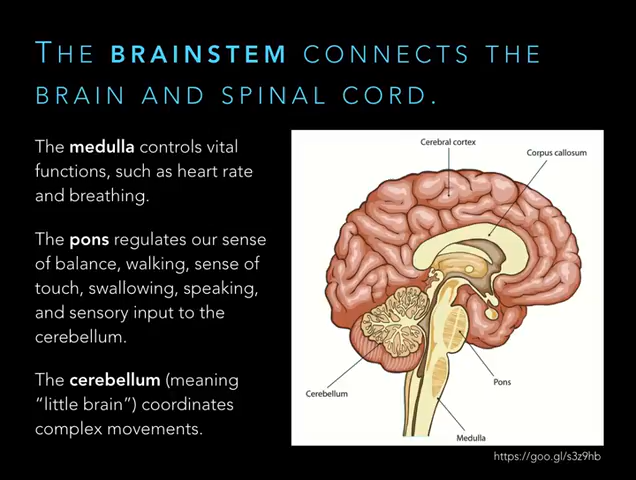 THE BRAINSTEM CONNECTS THE
BRAIN AND SPINAL CORD.
The medulla controls vital
functions, such as heart rate
and breathing.
The pons regulates our sense
of balance, walking, sense of
touch, swallowing, speaking,
and sensory input to the
cerebellum.
The cerebellum (meaning
“little brain”) coordinates
complex movements.
Cerebral cortex
Corpus callosum
Cerebellum
Pons
Medulla
https://goo.gl/s3z9hb